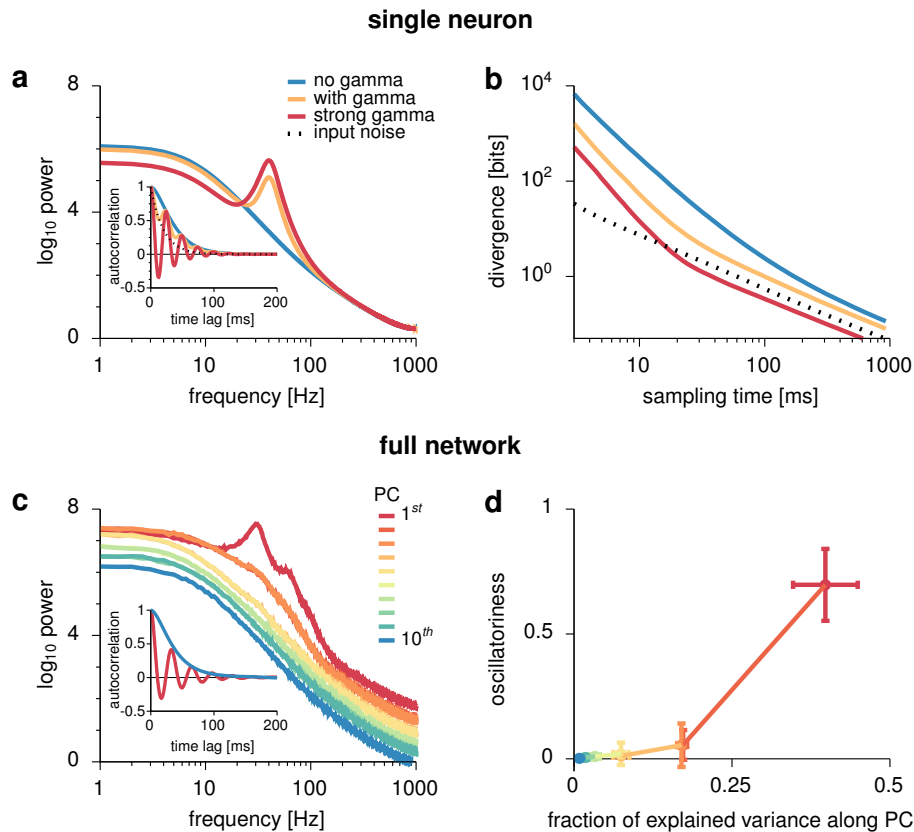 single neuron
a
8
4
0
log10 power
1
10
100
1000
frequency [Hz]
no gamma
with gamma
strong gamma
input noise
1
0.5
0
-0.5
autocorrelation
0
100
200
time lag [ms]
b
10^4
10^2
10^0
divergence [bits]
10
100
1000
sampling time [ms]
full network
c
8
4
0
log10 power
1
10
100
1000
frequency [Hz]
PC
1st
10th
1
0.5
0
-0.5
autocorrelation
0
100
200
time lag [ms]
d
1
0.5
0
oscillatoriness
0
0.25
0.5
fraction of explained variance along PC